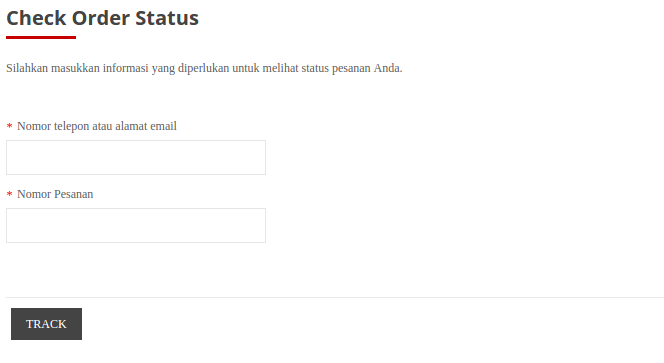 Check Order Status
Silahkan masukkan informasi yang diperlukan untuk melihat status pesanan Anda.
* Nomor telepon atau alamat email
* Nomor Pesanan
TRACK